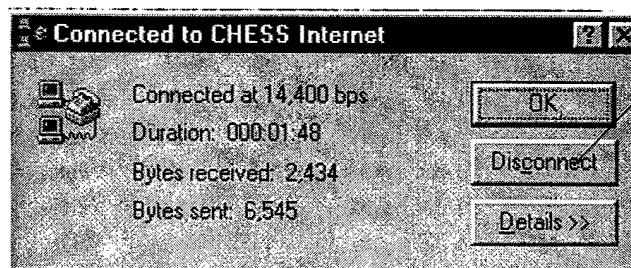 Connected to CHESS Internet
Connected at 14,400 bps
Duration: 000:01:48
Bytes received: 2,434
Bytes sent: 6,545
OK
Disconnect
Details >>